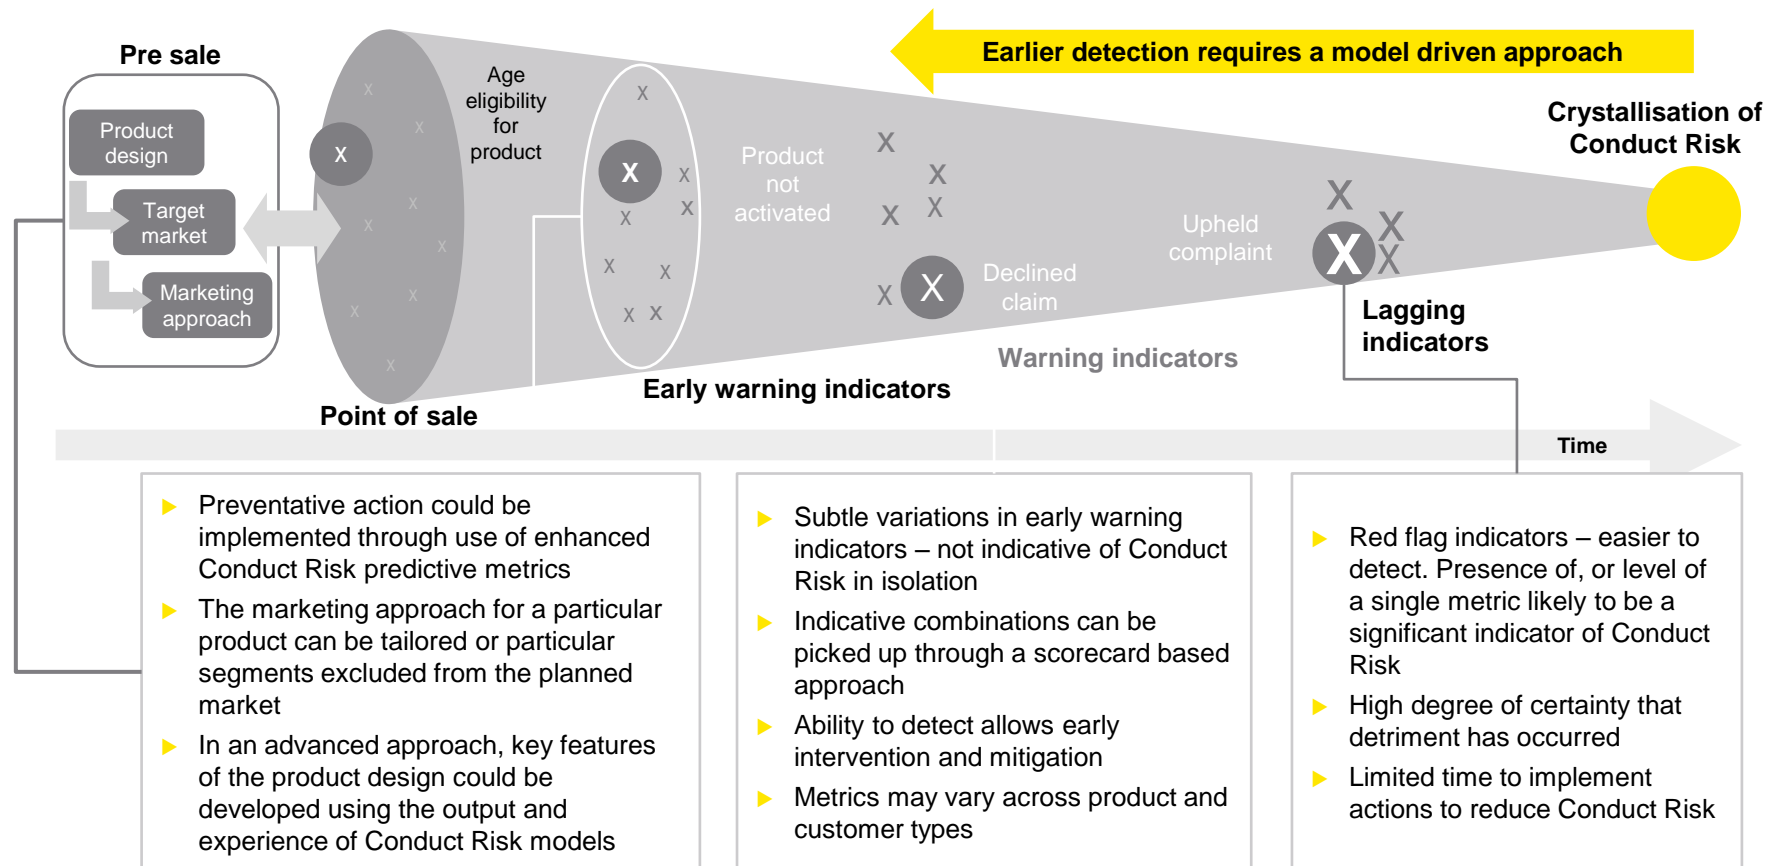 Pre sale
Product
design
Target
market
Marketing
approach
x
x
x
x
x
x
x
x
x
x
x
Age
eligibility
for
product
Point of sale
x
x
x
x
x
x
x
x
x
Early warning indicators
Product
not
activated
x
x
x
x
x
x
Declined
claim
Warning indicators
Upheld
complaint
X
X
X
X
Lagging
indicators
Earlier detection requires a model driven approach
Crystallisation of
Conduct Risk
Time
Preventative action could be
implemented through use of enhanced
Conduct Risk predictive metrics
The marketing approach for a particular
product can be tailored or particular
segments excluded from the planned
market
In an advanced approach, key features
of the product design could be
developed using the output and
experience of Conduct Risk models
Subtle variations in early warning
indicators – not indicative of Conduct
Risk in isolation
Indicative combinations can be
picked up through a scorecard based
approach
Ability to detect allows early
intervention and mitigation
Metrics may vary across product and
customer types
Red flag indicators – easier to
detect. Presence of, or level of
a single metric likely to be a
significant indicator of Conduct
Risk
High degree of certainty that
detriment has occurred
Limited time to implement
actions to reduce Conduct Risk